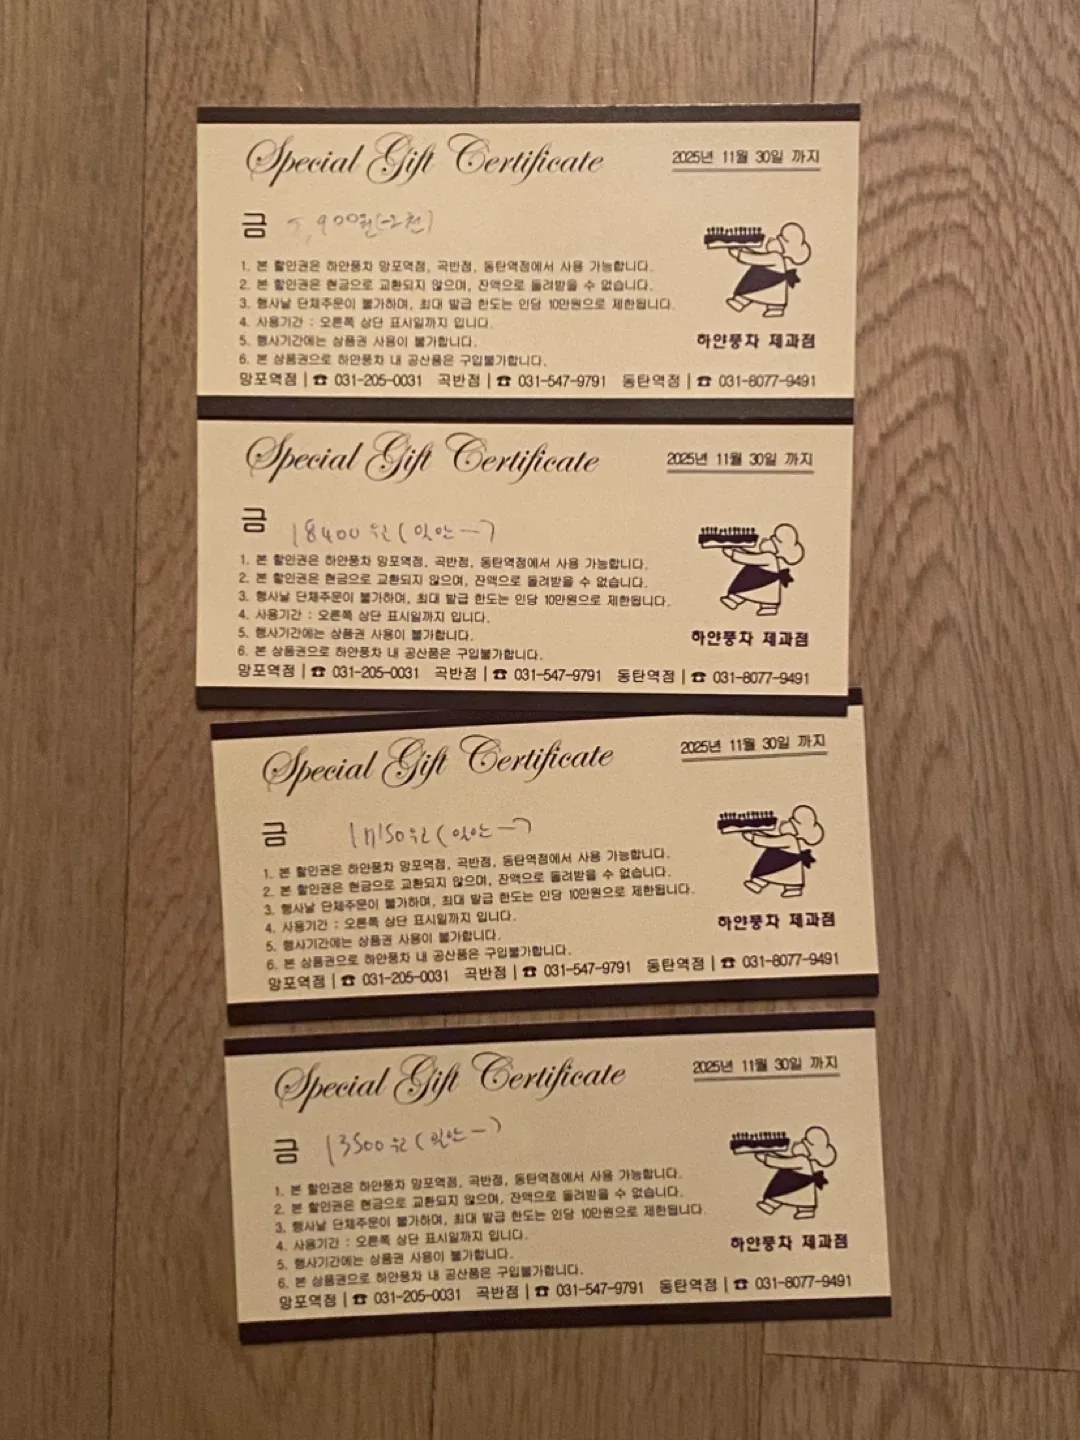 Special Gift Certificate
2025년 11월 30일 까지
금 5,900원(-2천)
1. 본 할인권은 하얀풍차 망포역점, 곡반점, 동탄역점에서 사용 가능합니다.
2. 본 할인권은 현금으로 교환되지 않으며, 잔액으로 돌려받을 수 없습니다.
3. 행사날 단체주문이 불가하며, 최대 발급 한도는 인당 10만원으로 제한됩니다.
4. 사용기간 : 오른쪽 상단 표시일까지 입니다.
5. 행사기간에는 상품권 사용이 불가합니다.
6. 본 상품권으로 하얀풍차 내 공산품은 구입불가합니다.
하얀풍차 제과점
망포역점 | ☎ 031-205-0031 곡반점 | ☎ 031-547-9791 동탄역점 | ☎ 031-8077-9491
Special Gift Certificate
2025년 11월 30일 까지
금 18400원
1. 본 할인권은 하얀풍차 망포역점, 곡반점, 동탄역점에서 사용 가능합니다.
2. 본 할인권은 현금으로 교환되지 않으며, 잔액으로 돌려받을 수 없습니다.
3. 행사날 단체주문이 불가하며, 최대 발급 한도는 인당 10만원으로 제한됩니다.
4. 사용기간 : 오른쪽 상단 표시일까지 입니다.
5. 행사기간에는 상품권 사용이 불가합니다.
6. 본 상품권으로 하얀풍차 내 공산품은 구입불가합니다.
하얀풍차 제과점
망포역점 | ☎ 031-205-0031 곡반점 | ☎ 031-547-9791 동탄역점 | ☎ 031-8077-9491
Special Gift Certificate
2025년 11월 30일 까지
금 17150원
1. 본 할인권은 하얀풍차 망포역점, 곡반점, 동탄역점에서 사용 가능합니다.
2. 본 할인권은 현금으로 교환되지 않으며, 잔액으로 돌려받을 수 없습니다.
3. 행사날 단체주문이 불가하며, 최대 발급 한도는 인당 10만원으로 제한됩니다.
4. 사용기간 : 오른쪽 상단 표시일까지 입니다.
5. 행사기간에는 상품권 사용이 불가합니다.
6. 본 상품권으로 하얀풍차 내 공산품은 구입불가합니다.
하얀풍차 제과점
망포역점 | ☎ 031-205-0031 곡반점 | ☎ 031-547-9791 동탄역점 | ☎ 031-8077-9491
Special Gift Certificate
2025년 11월 30일 까지
금 13500원
1. 본 할인권은 하얀풍차 망포역점, 곡반점, 동탄역점에서 사용 가능합니다.
2. 본 할인권은 현금으로 교환되지 않으며, 잔액으로 돌려받을 수 없습니다.
3. 행사날 단체주문이 불가하며, 최대 발급 한도는 인당 10만원으로 제한됩니다.
4. 사용기간 : 오른쪽 상단 표시일까지 입니다.
5. 행사기간에는 상품권 사용이 불가합니다.
6. 본 상품권으로 하얀풍차 내 공산품은 구입불가합니다.
하얀풍차 제과점
망포역점 | ☎ 031-205-0031 곡반점 | ☎ 031-547-9791 동탄역점 | ☎ 031-8077-9491